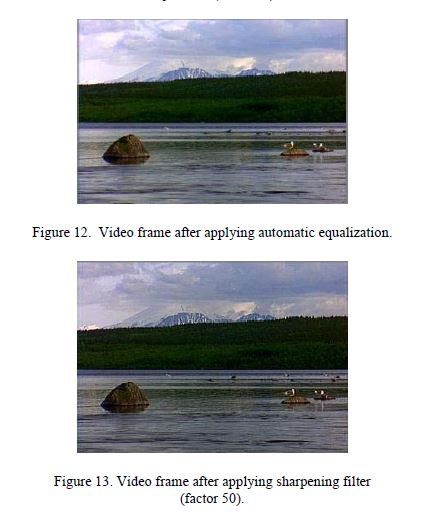 Figure 12.  Video frame after applying automatic equalization.
Figure 13. Video frame after applying sharpening filter
(factor 50).